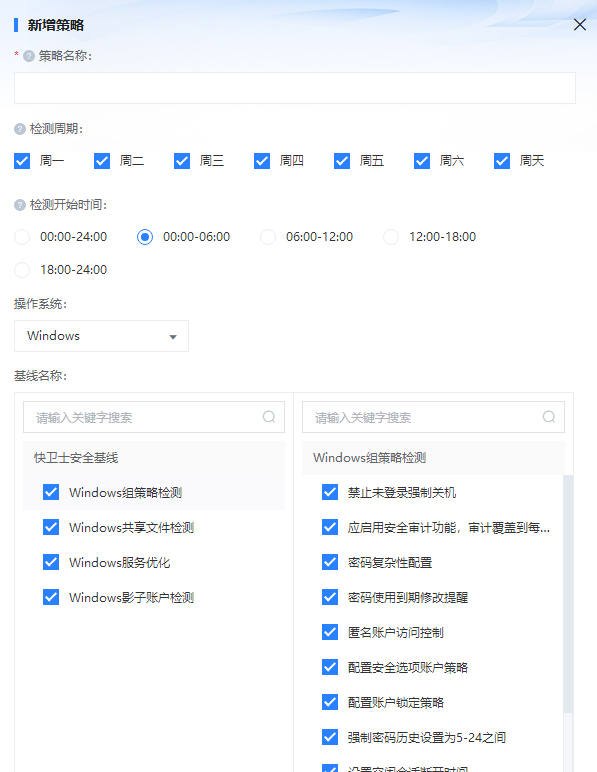 新增策略
* ? 策略名称:
? 检测周期:
周一 周二 周三 周四 周五 周六 周天
? 检测开始时间:
00:00-24:00 00:00-06:00 06:00-12:00 12:00-18:00
18:00-24:00
操作系统:
Windows
基线名称:
请输入关键字搜索 请输入关键字搜索
快卫士安全基线 Windows组策略检测
Windows组策略检测 禁止未登录强制关机
Windows共享文件检测 应启用安全审计功能，审计覆盖到每...
Windows服务优化 密码复杂性配置
Windows影子账户检测 密码使用到期修改提醒
匿名账户访问控制
配置安全选项账户策略
配置账户锁定策略
强制密码历史设置为5-24之间
设置空闲会话断开时间